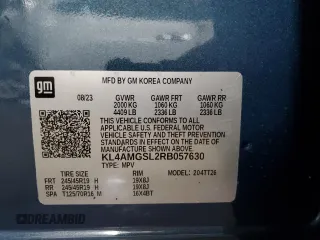 gm
MFD BY GM KOREA COMPANY
08/23 GVWR GAWR FRT GAWR RR
2000 KG 1060 KG 1060 KG
4409 LB 2336 LB 2336 LB
THIS VEHICLE CONFORMS TO ALL
APPLICABLE U.S. FEDERAL MOTOR
VEHICLE SAFETY AND THEFT
PREVENTION STANDARDS IN EFFECT
ON THE DATE OF MANUFACTURE
SHOWN ABOVE.
KL4AMGSL2RB057630
TYPE: MPV
MODEL:
TIRE SIZE RIM
FRT 245/45R19 H 19X8J
RR 245/45R19 H 19X8J
SPA T125/70R16 M 16X4BT